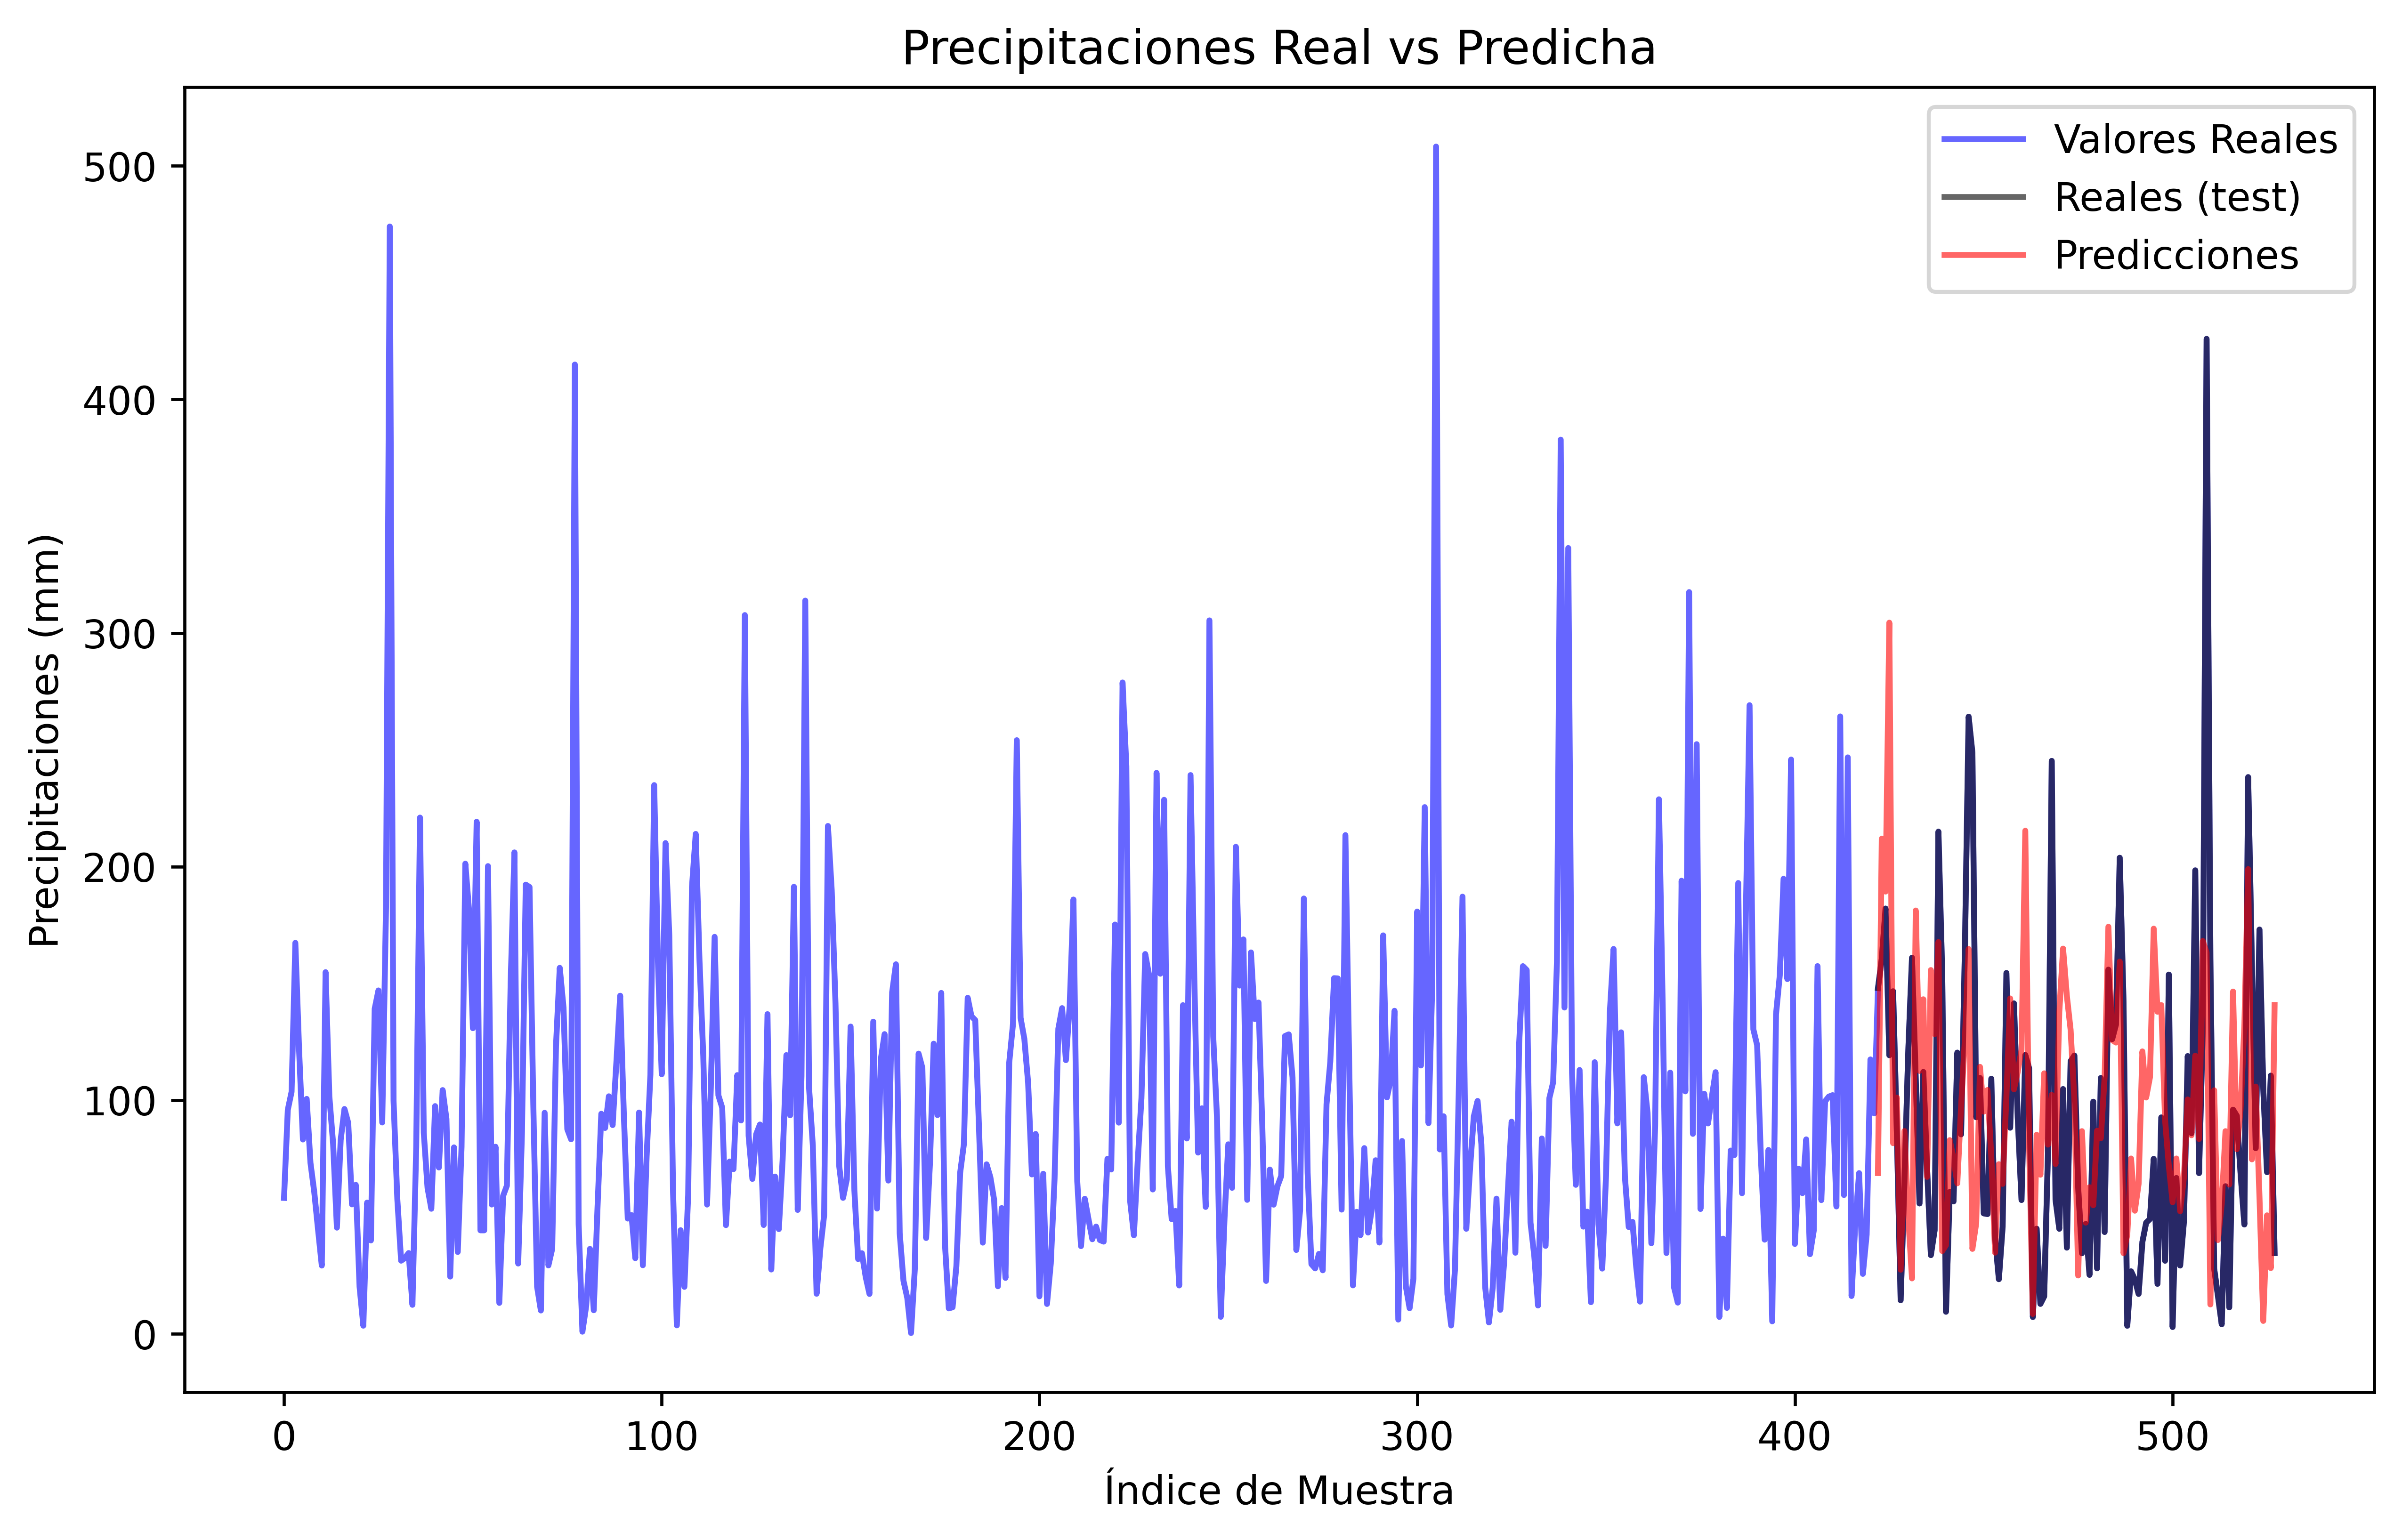 Precipitaciones Real vs Predicha
Valores Reales
Reales (test)
Predicciones
500
400
300
200
100
0
Precipitaciones (mm)
0 100 200 300 400 500
Índice de Muestra